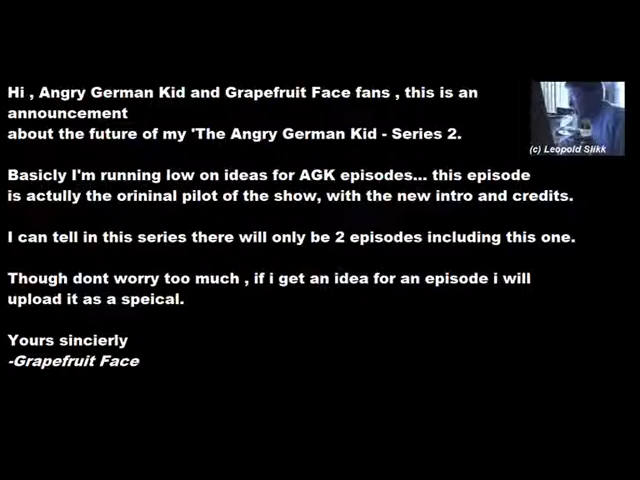 Hi , Angry German Kid and Grapefruit Face fans , this is an
announcement
about the future of my 'The Angry German Kid - Series 2.
Basicly I'm running low on ideas for AGK episodes... this episode
is actully the orininal pilot of the show, with the new intro and credits.
I can tell in this series there will only be 2 episodes including this one.
Though dont worry too much , if i get an idea for an episode i will
upload it as a speical.
Yours sincierly
-Grapefruit Face
(c) Leopold Slikk